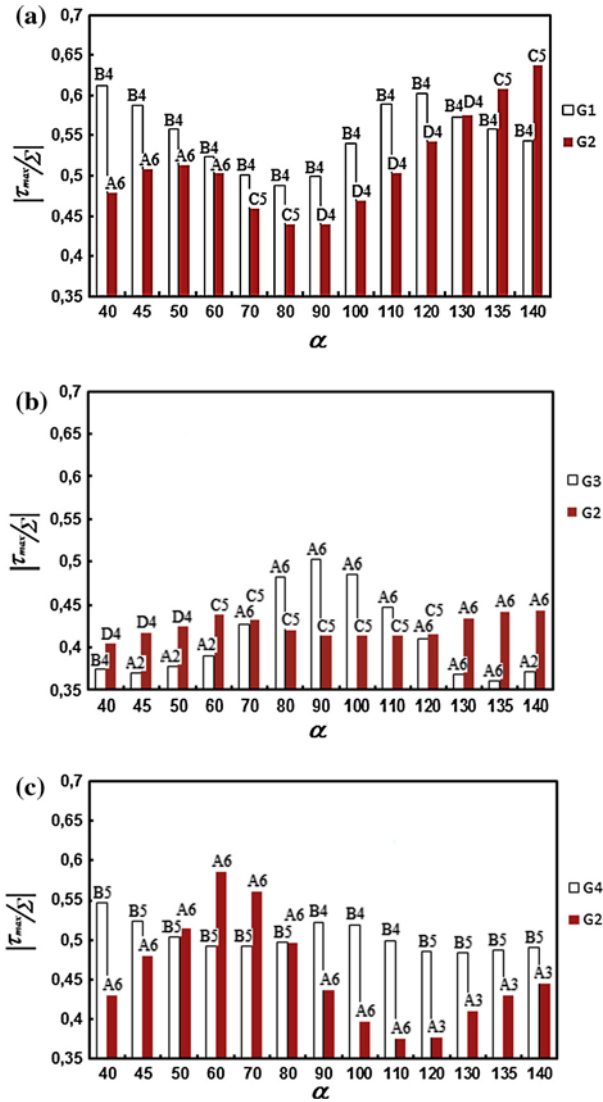 (a)
0,7
0,65
0,6
0,55
0,5
0,45
0,4
0,35
|τmax/Σ|
B4 B4 B4 B4 B4 B4 B4 B4 B4 B4 B4 B4 B4
A6 A6 A6 A6 C5 C5 D4 D4 D4 D4 D4 C5 C5
40 45 50 60 70 80 90 100 110 120 130 135 140
α
G1
G2
(b)
0,7
0,65
0,6
0,55
0,5
0,45
0,4
0,35
|τmax/Σ|
B4 A2 A2 A2 A6 A6 A6 A6 A6 A6 A6 A6 A2
D4 D4 D4 C5 C5 C5 C5 C5 C5 C5 A6 A6 A6
40 45 50 60 70 80 90 100 110 120 130 135 140
α
G3
G2
(c)
0,7
0,65
0,6
0,55
0,5
0,45
0,4
0,35
|τmax/Σ|
B5 B5 B5 B5 B5 B5 B4 B4 B4 B5 B5 B5 B5
A6 A6 A6 A6 A6 A6 A6 A6 A6 A3 A3 A3 A3
40 45 50 60 70 80 90 100 110 120 130 135 140
α
G4
G2